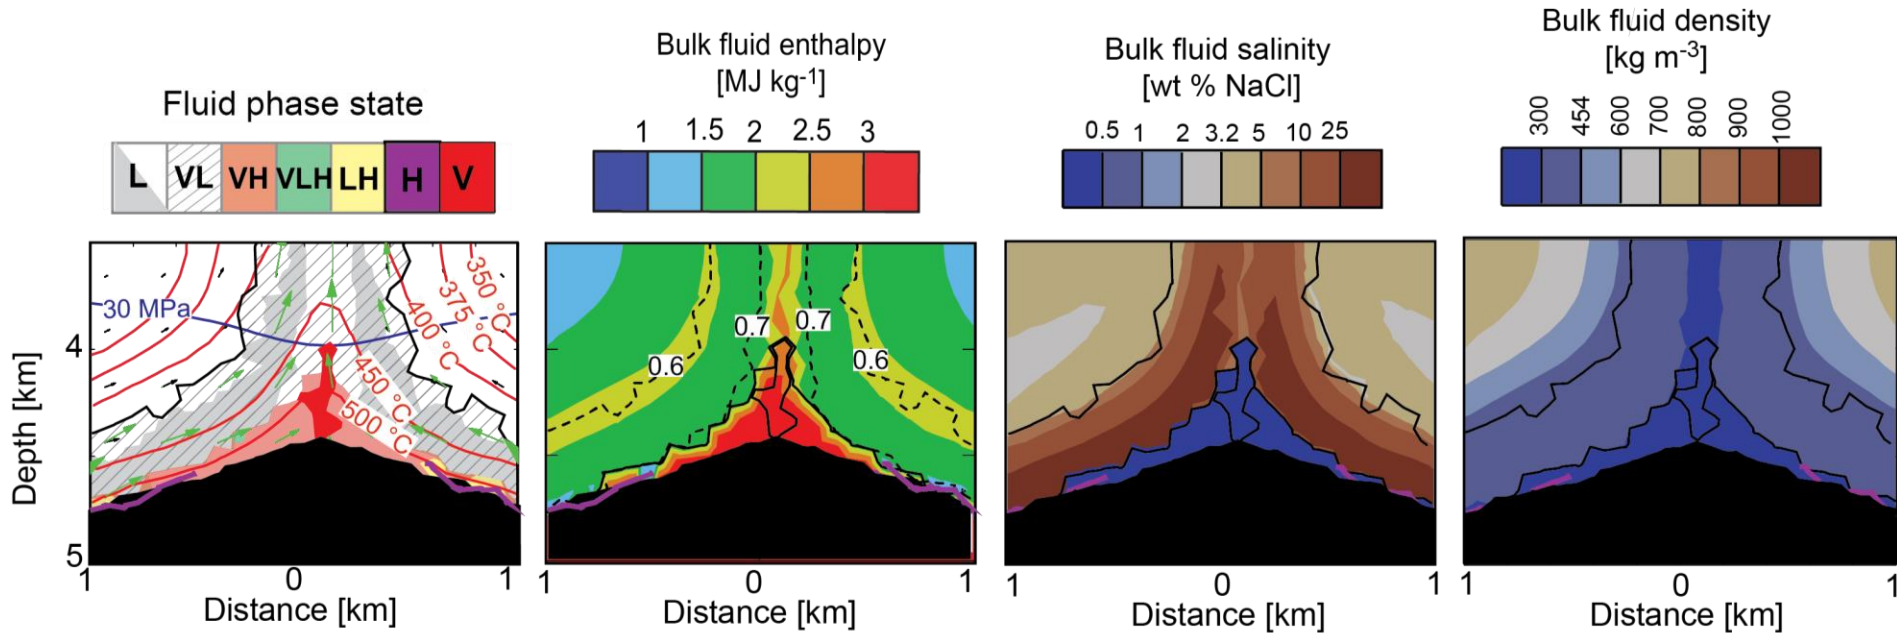 Fluid phase state
L VL VH VLH LH H V
30 MPa
350 °C
375 °C
400 °C
450 °C
500 °C
4
5
Depth [km]
1 0 1
Distance [km]
Bulk fluid enthalpy
[MJ kg-1]
1 1.5 2 2.5 3
0.7 0.7
0.6 0.6
1 0 1
Distance [km]
Bulk fluid salinity
[wt % NaCl]
0.5 1 2 3.2 5 10 25
1 0 1
Distance [km]
Bulk fluid density
[kg m-3]
300 454 600 700 800 900 1000
1 0 1
Distance [km]